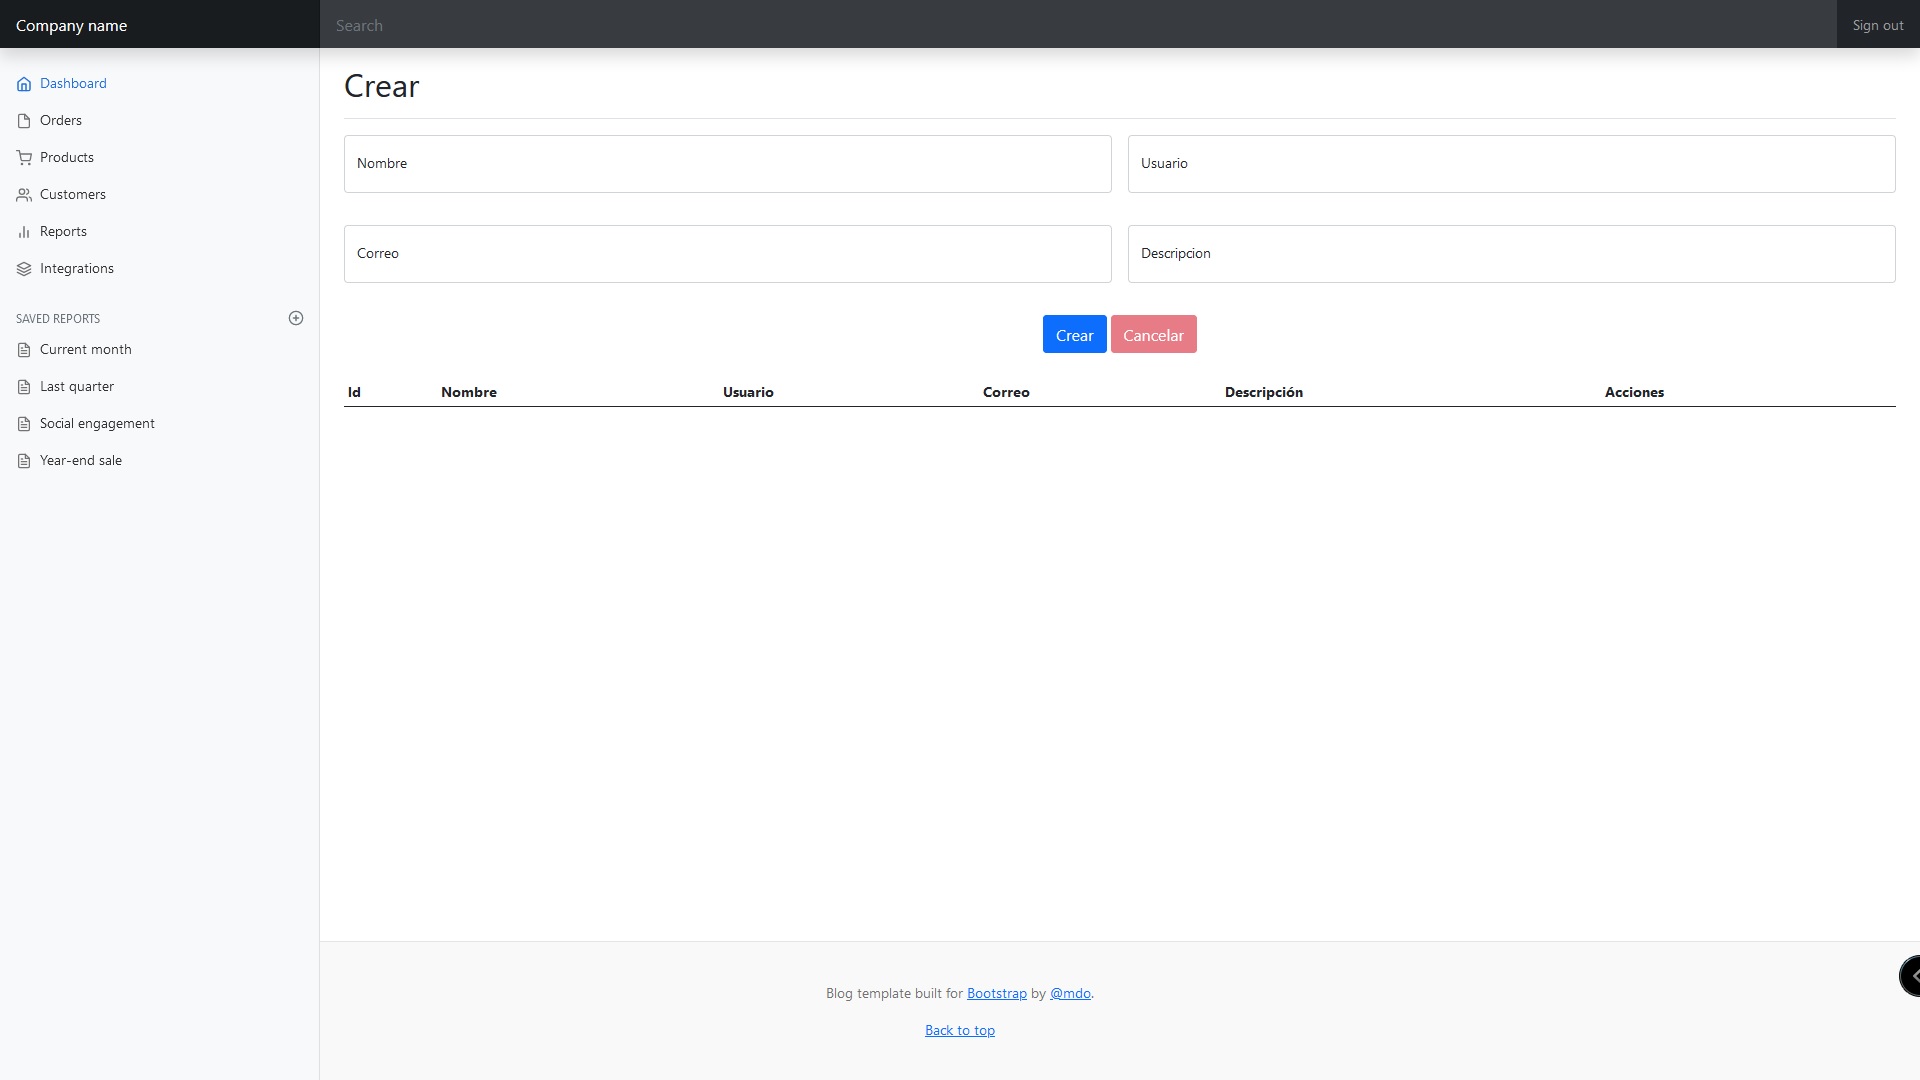 Company name
Search
Sign out
Dashboard
Orders
Products
Customers
Reports
Integrations
SAVED REPORTS
Current month
Last quarter
Social engagement
Year-end sale
Crear
Nombre
Usuario
Correo
Descripcion
Crear
Cancelar
Id Nombre Usuario Correo Descripción Acciones
Blog template built for Bootstrap by @mdo.
Back to top